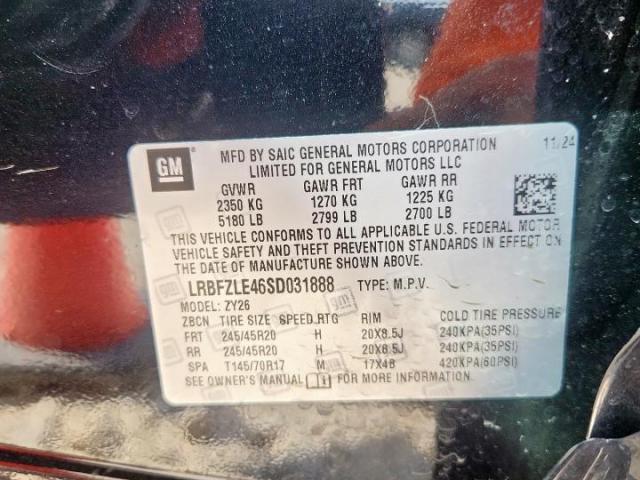 GM
MFD BY SAIC GENERAL MOTORS CORPORATION 11/24
LIMITED FOR GENERAL MOTORS LLC
GVWR GAWR FRT GAWR RR
2350 KG 1270 KG 1225 KG
5180 LB 2799 LB 2700 LB
THIS VEHICLE CONFORMS TO ALL APPLICABLE U.S. FEDERAL MOTOR
VEHICLE SAFETY AND THEFT PREVENTION STANDARDS IN EFFECT ON
THE DATE OF MANUFACTURE SHOWN ABOVE.
LRBFZLE46SD031888 TYPE: M.P.V.
MODEL: ZY26
ZBCN TIRE SIZE SPEED.RTG RIM COLD TIRE PRESSURE
FRT 245/45R20 H 20X8.5J 240KPA(35PSI)
RR 245/45R20 H 20X8.5J 240KPA(35PSI)
SPA T145/70R17 M 17X4B 420KPA(60PSI)
SEE OWNER'S MANUAL FOR MORE INFORMATION